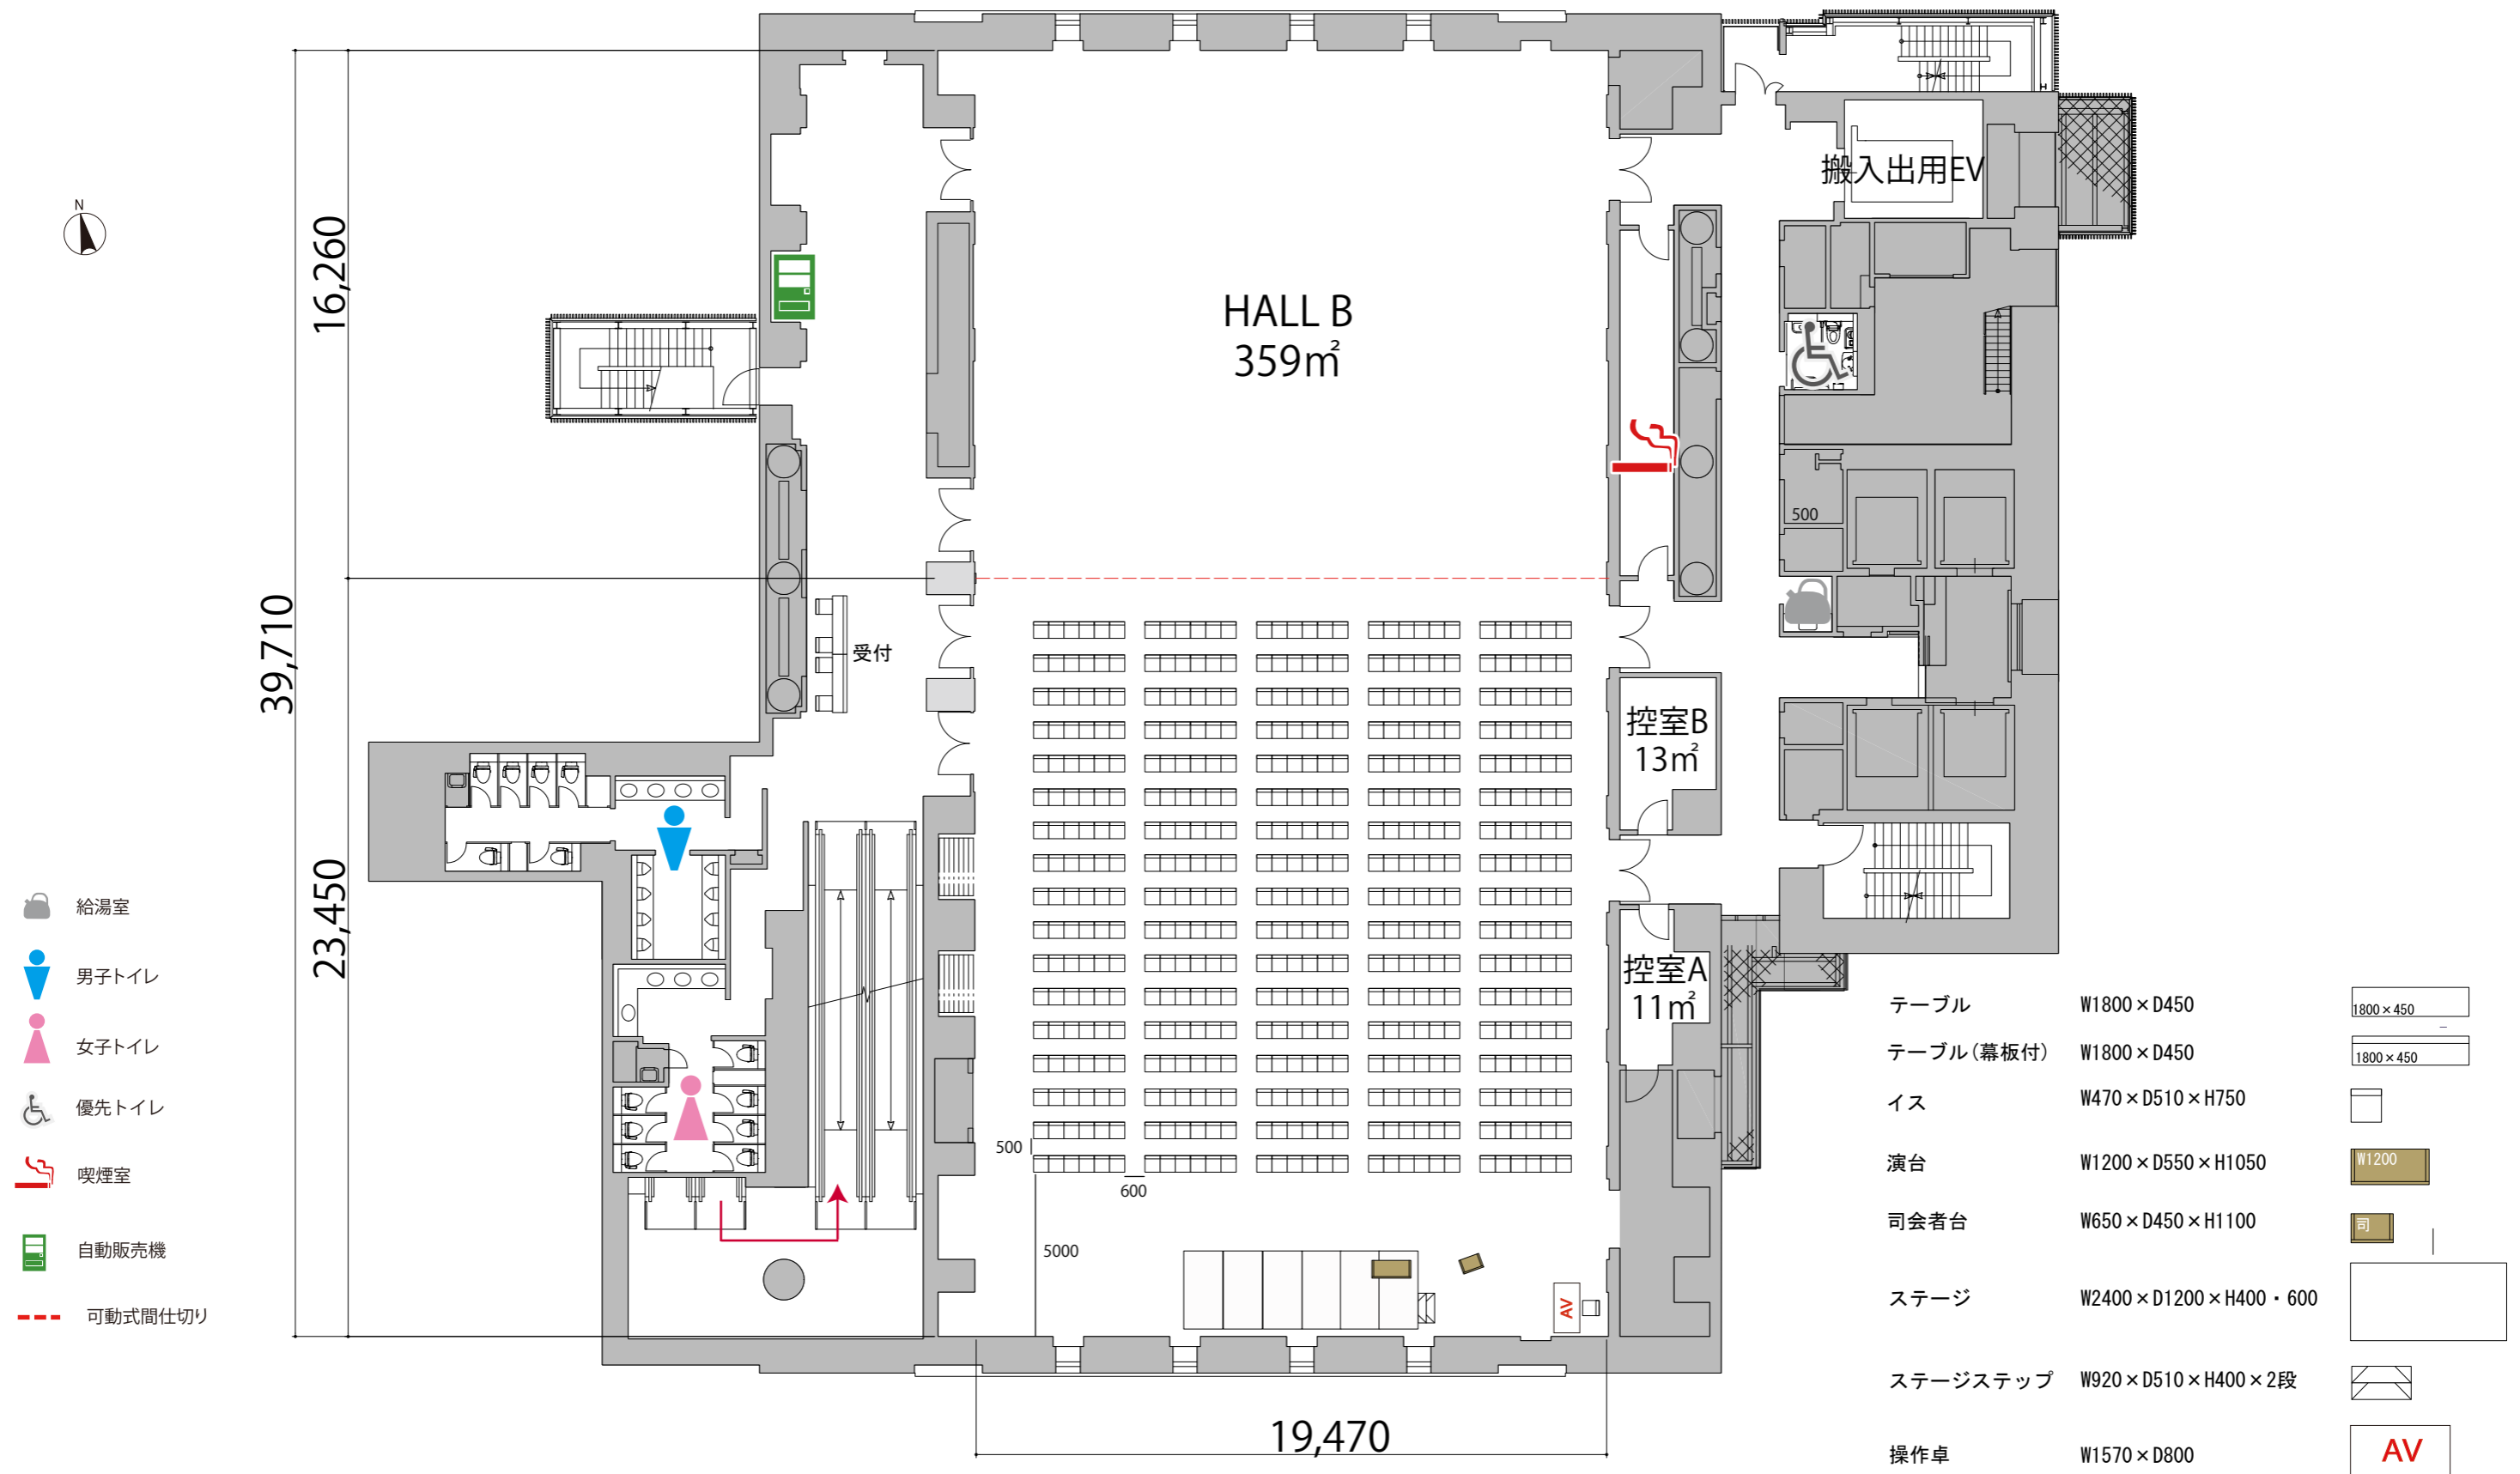 N
16,260
39,710
23,450
HALL B
359㎡
搬入出用EV
500
受付
控室B
13㎡
控室A
11㎡
500
600
5000
AV
19,470
給湯室
男子トイレ
女子トイレ
優先トイレ
喫煙室
自動販売機
可動式間仕切り
テーブル W1800×D450 1800×450
テーブル(幕板付) W1800×D450 1800×450
イス W470×D510×H750
演台 W1200×D550×H1050 W1200
司会者台 W650×D450×H1100 司
ステージ W2400×D1200×H400・600
ステージステップ W920×D510×H400×2段
操作卓 W1570×D800 AV